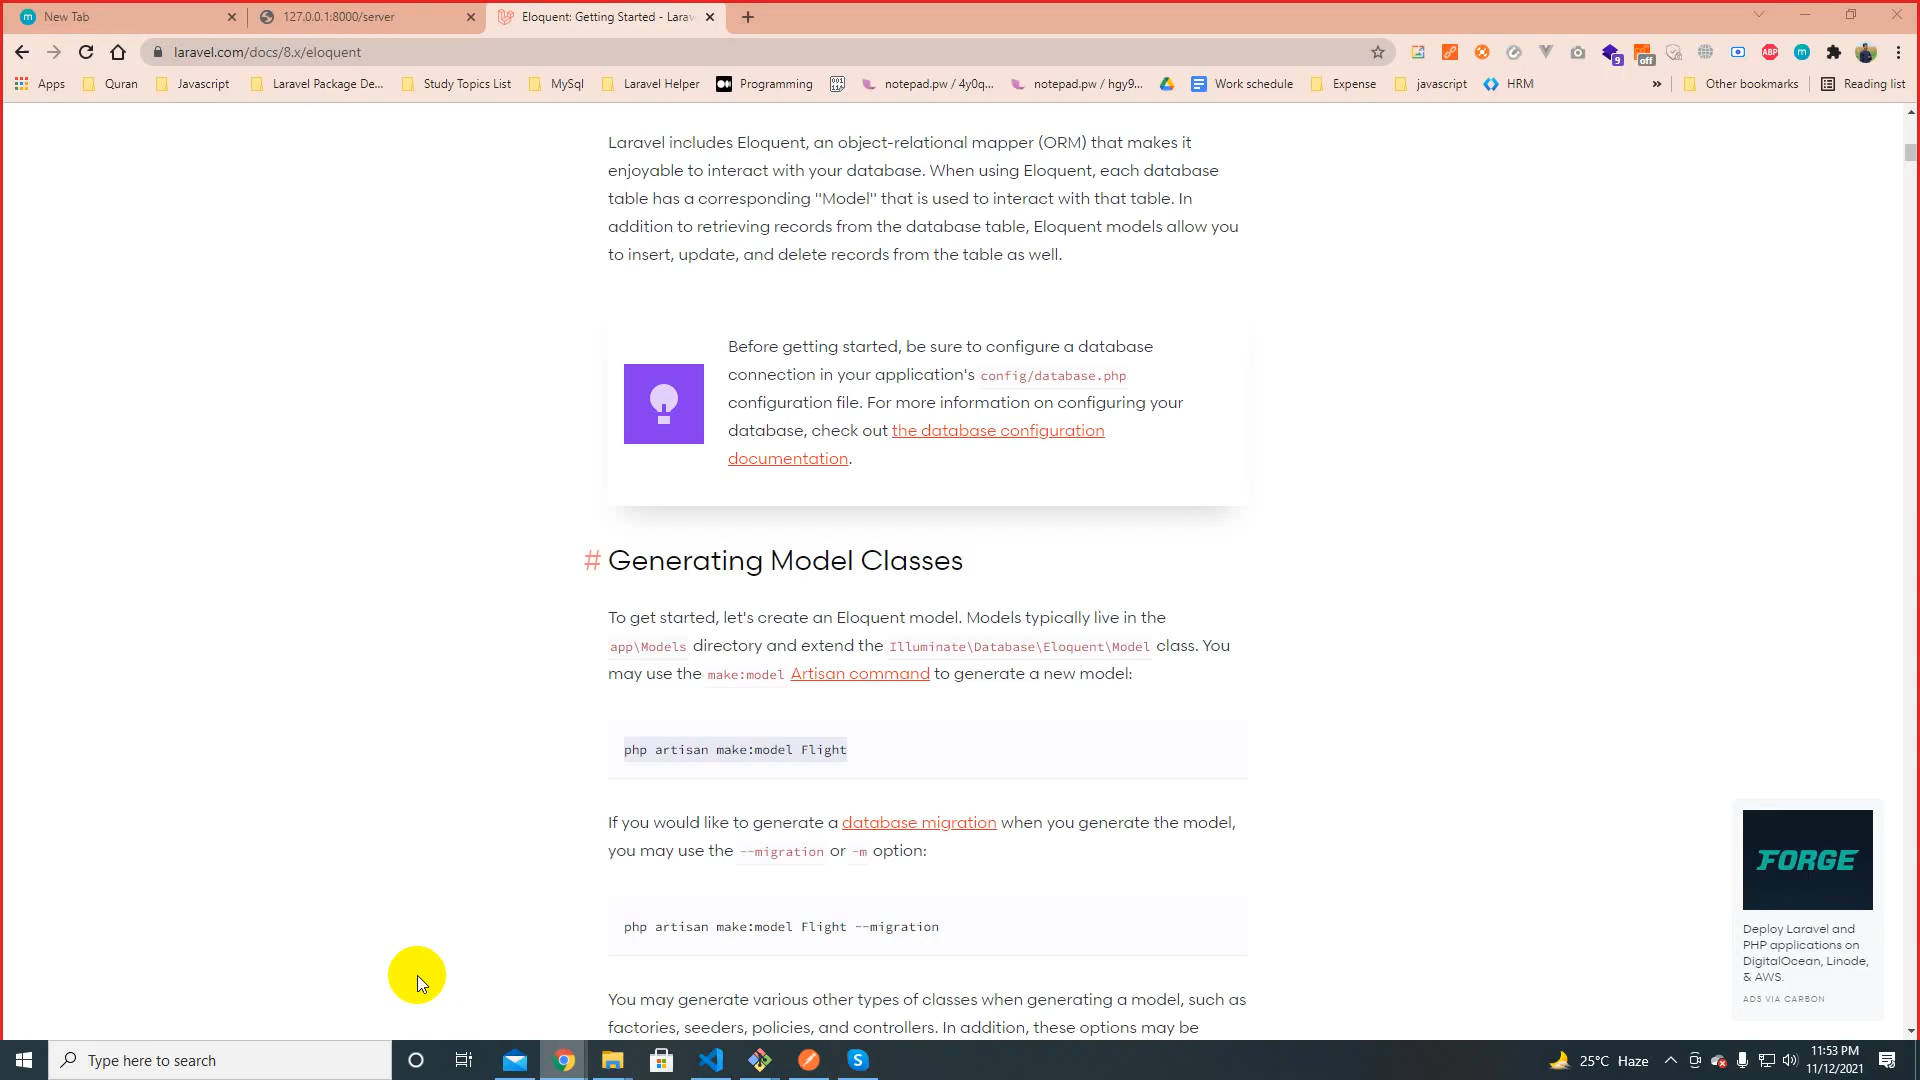 New Tab
127.0.0.1:8000/server
Eloquent: Getting Started - Larav
laravel.com/docs/8.x/eloquent
9
off
ABP
m
Apps
Quran
Javascript
Laravel Package De...
Study Topics List
MySql
Laravel Helper
Programming
notepad.pw / 4y0q...
notepad.pw / hgy9...
Work schedule
Expense
javascript
HRM
»
Other bookmarks
Reading list
Laravel includes Eloquent, an object-relational mapper (ORM) that makes it
enjoyable to interact with your database. When using Eloquent, each database
table has a corresponding "Model" that is used to interact with that table. In
addition to retrieving records from the database table, Eloquent models allow you
to insert, update, and delete records from the table as well.
Before getting started, be sure to configure a database
connection in your application's config/database.php
configuration file. For more information on configuring your
database, check out the database configuration
documentation.
# Generating Model Classes
To get started, let's create an Eloquent model. Models typically live in the
app\Models directory and extend the Illuminate\Database\Eloquent\Model class. You
may use the make:model Artisan command to generate a new model:
php artisan make:model Flight
If you would like to generate a database migration when you generate the model,
you may use the --migration or -m option:
php artisan make:model Flight --migration
You may generate various other types of classes when generating a model, such as
factories, seeders, policies, and controllers. In addition, these options may be
FORGE
Deploy Laravel and
PHP applications on
DigitalOcean, Linode,
& AWS.
ADS VIA CARBON
Type here to search
25°C Haze
11:53 PM
11/12/2021